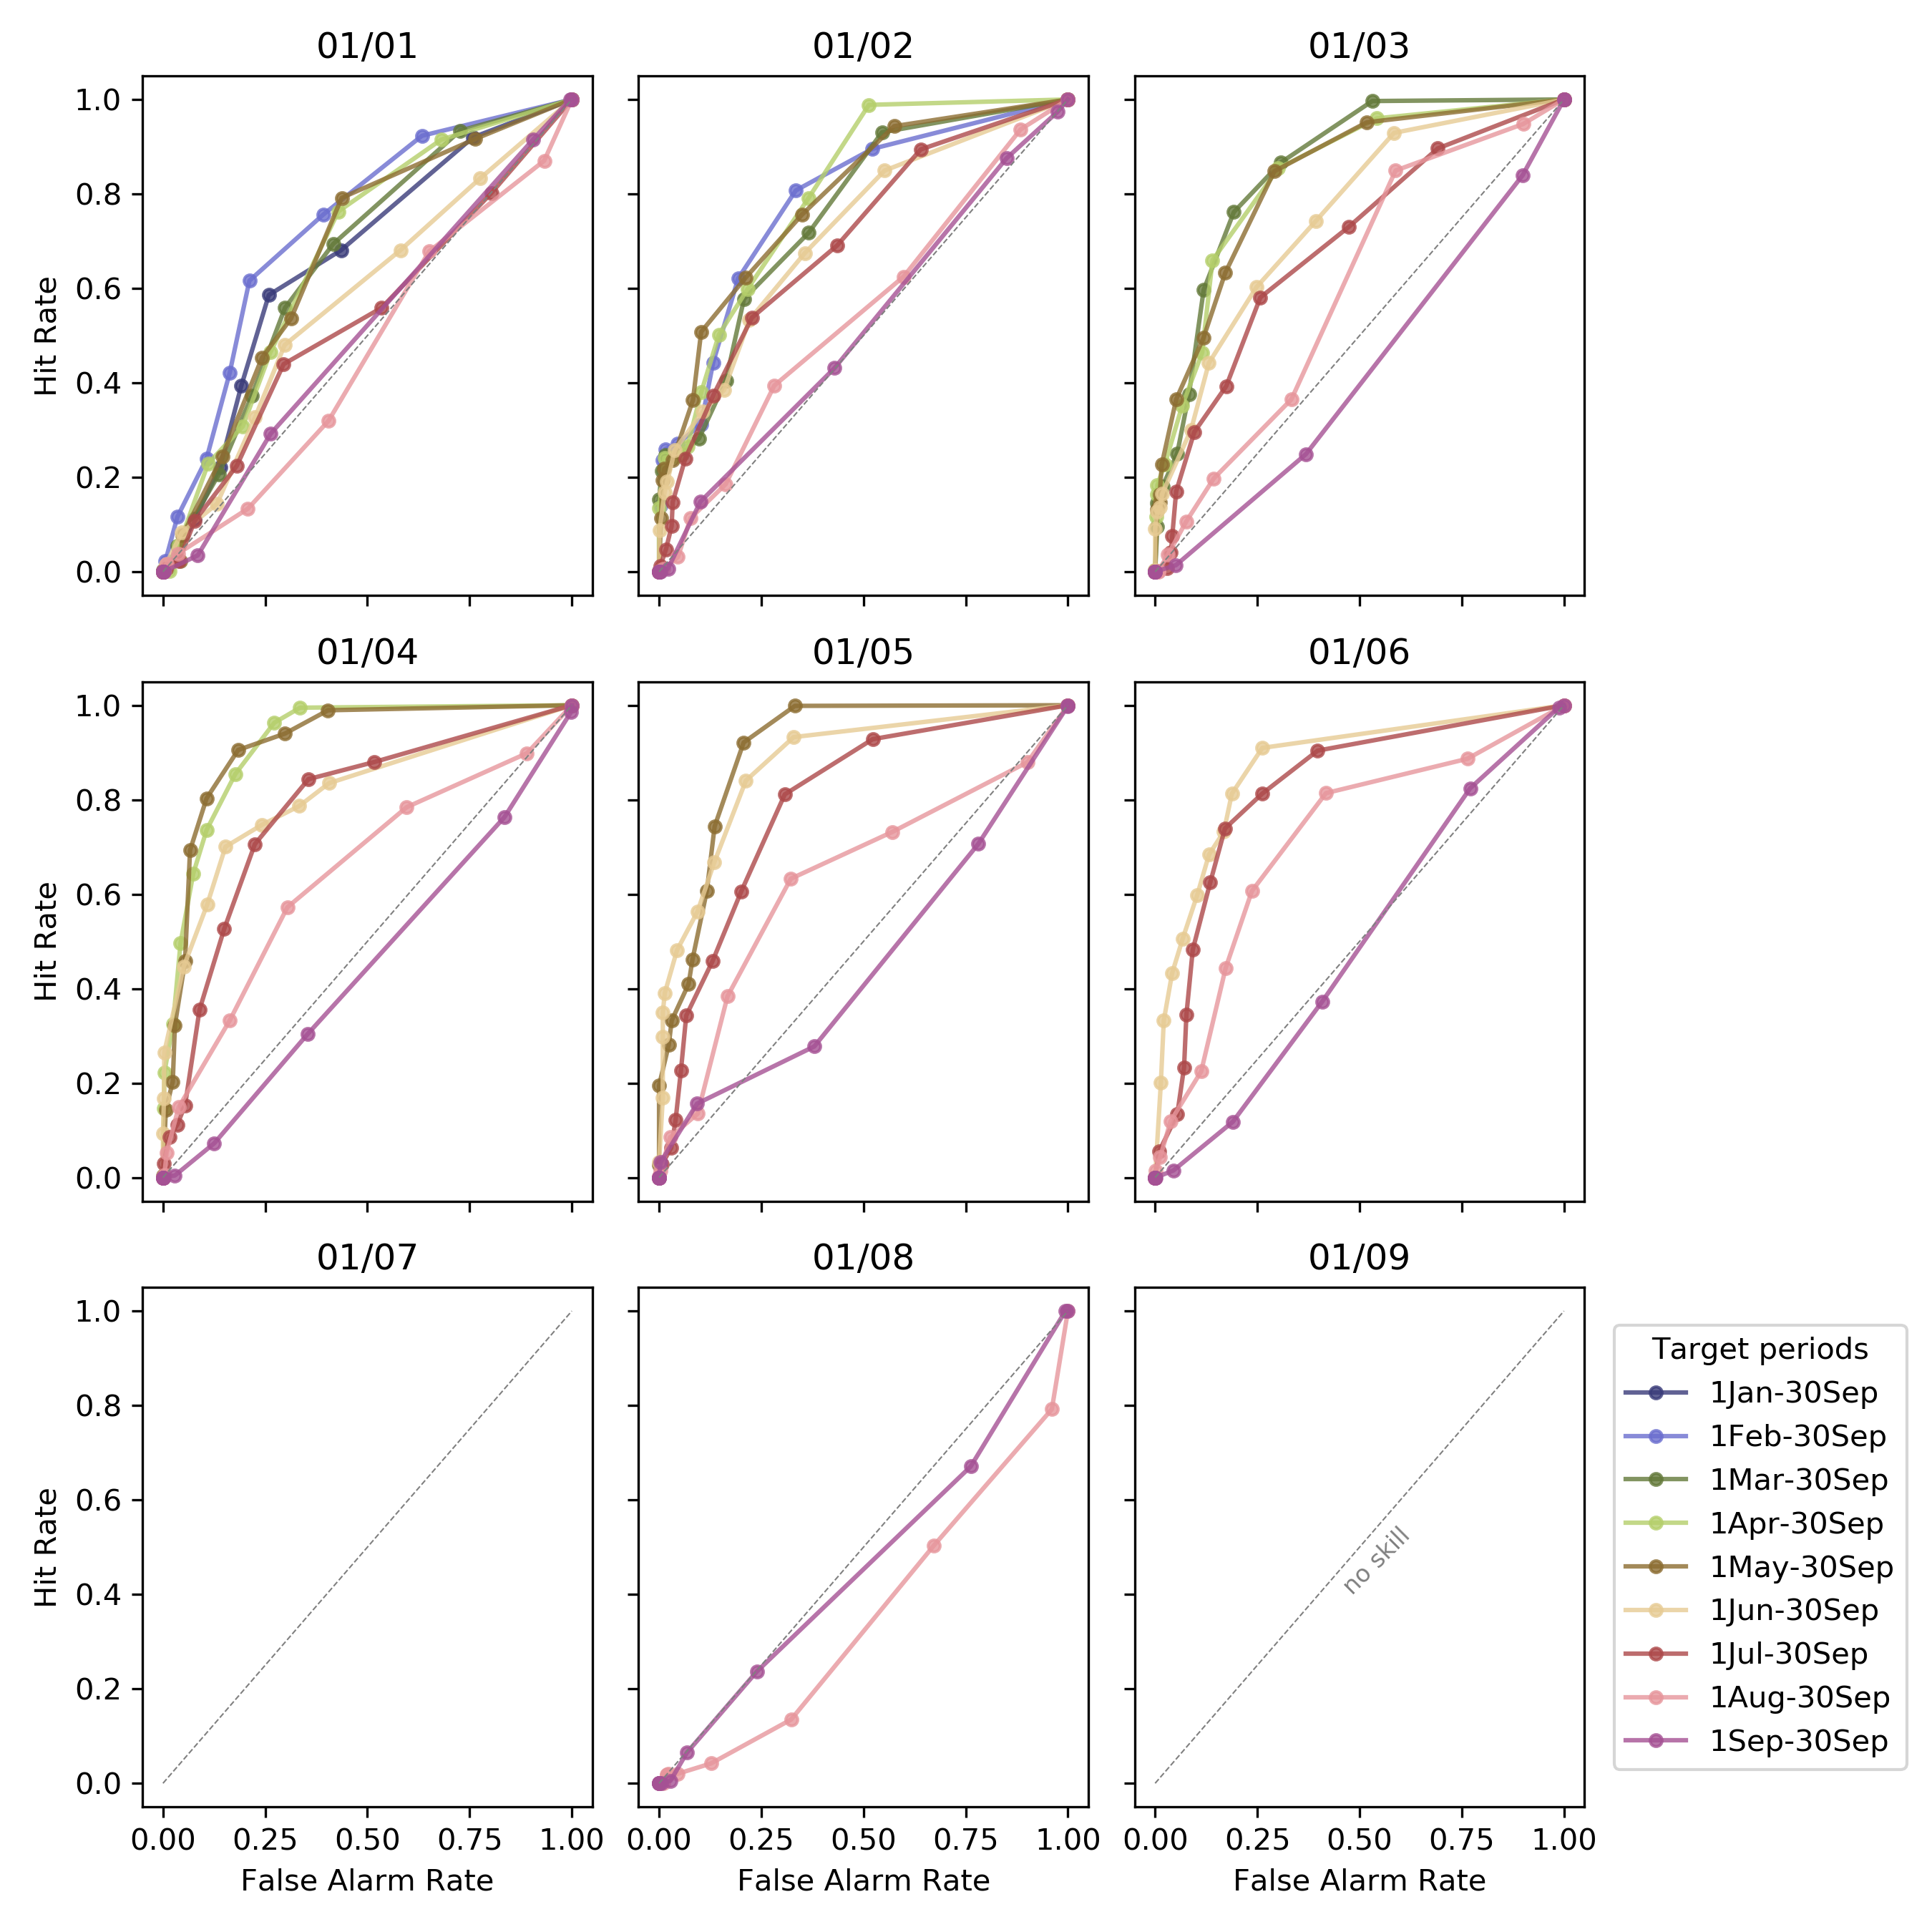 01/01
01/02
01/03
1.0
0.8
0.6
0.4
0.2
0.0
Hit Rate
01/04
01/05
01/06
1.0
0.8
0.6
0.4
0.2
0.0
Hit Rate
01/07
01/08
01/09
1.0
0.8
0.6
0.4
0.2
0.0
Hit Rate
0.00 0.25 0.50 0.75 1.00
False Alarm Rate
0.00 0.25 0.50 0.75 1.00
False Alarm Rate
no skill
0.00 0.25 0.50 0.75 1.00
False Alarm Rate
Target periods
1Jan-30Sep
1Feb-30Sep
1Mar-30Sep
1Apr-30Sep
1May-30Sep
1Jun-30Sep
1Jul-30Sep
1Aug-30Sep
1Sep-30Sep